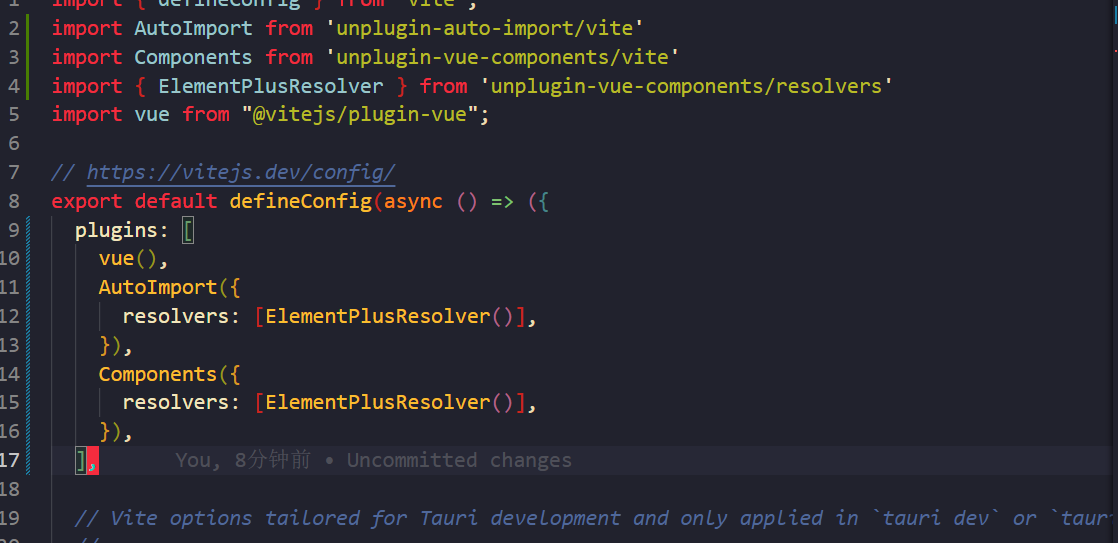 1 import { defineConfig } from "vite";
2 import AutoImport from 'unplugin-auto-import/vite'
3 import Components from 'unplugin-vue-components/vite'
4 import { ElementPlusResolver } from 'unplugin-vue-components/resolvers'
5 import vue from "@vitejs/plugin-vue";
6
7 // https://vitejs.dev/config/
8 export default defineConfig(async () => ({
9 plugins: [
10 vue(),
11 AutoImport({
12 resolvers: [ElementPlusResolver()],
13 }),
14 Components({
15 resolvers: [ElementPlusResolver()],
16 }),
17 ], You, 8分钟前 • Uncommitted changes
18
19 // Vite options tailored for Tauri development and only applied in `tauri dev` or `taur
20 //